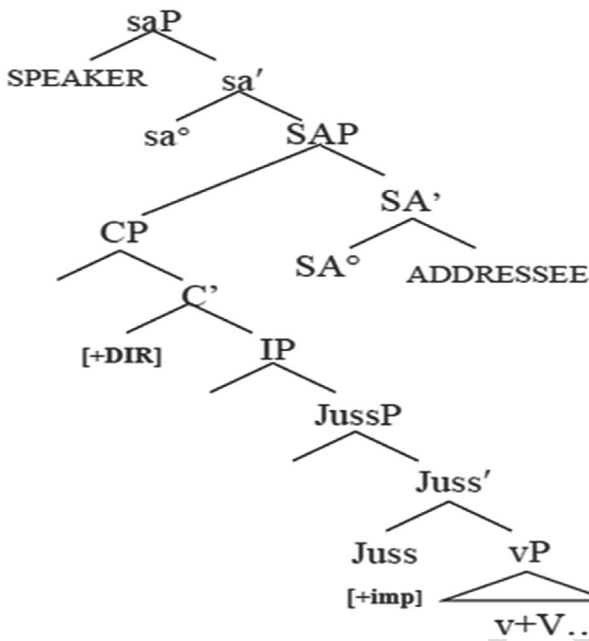 saP
SPEAKER
sa′
sa°
SAP
SA’
CP
SA°
ADDRESSEE
C’
[+DIR]
IP
JussP
Juss′
Juss
vP
[+imp]
v+V..